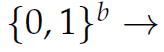 {0, 1}ᵇ →